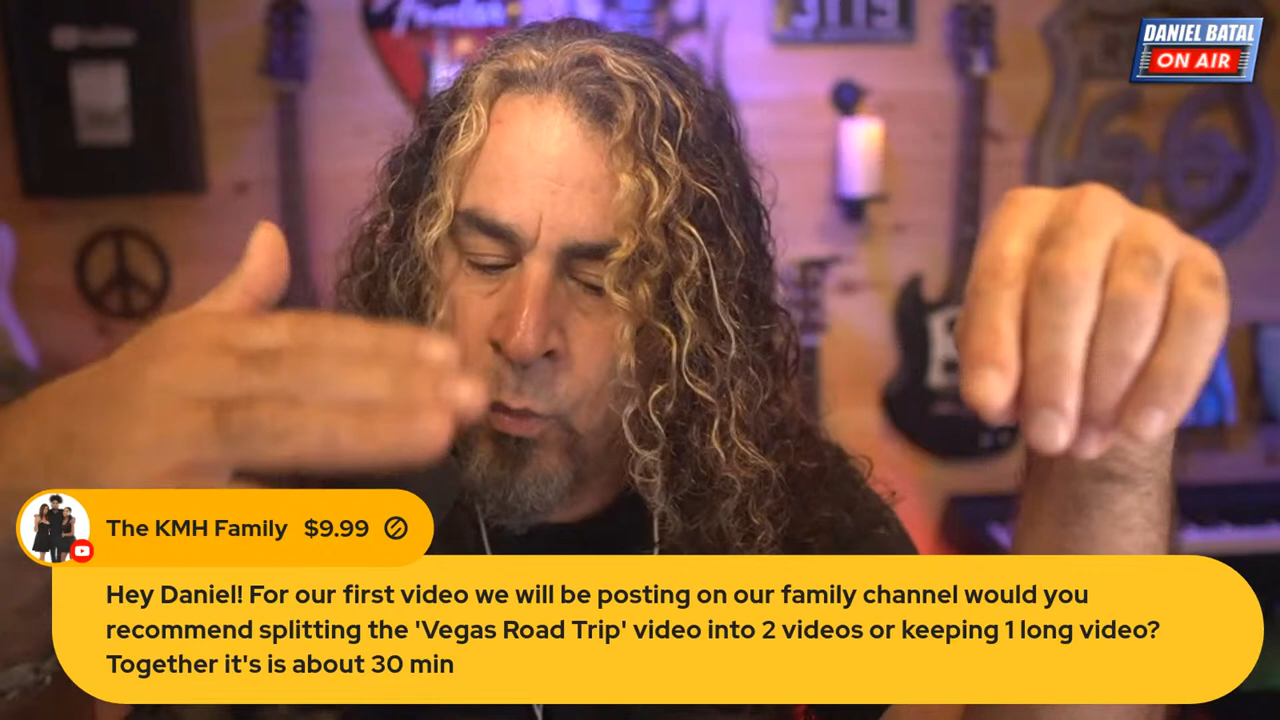 Fender
DANIEL BATAL
ON AIR
66
The KMH Family $9.99
Hey Daniel! For our first video we will be posting on our family channel would you
recommend splitting the 'Vegas Road Trip' video into 2 videos or keeping 1 long video?
Together it's is about 30 min